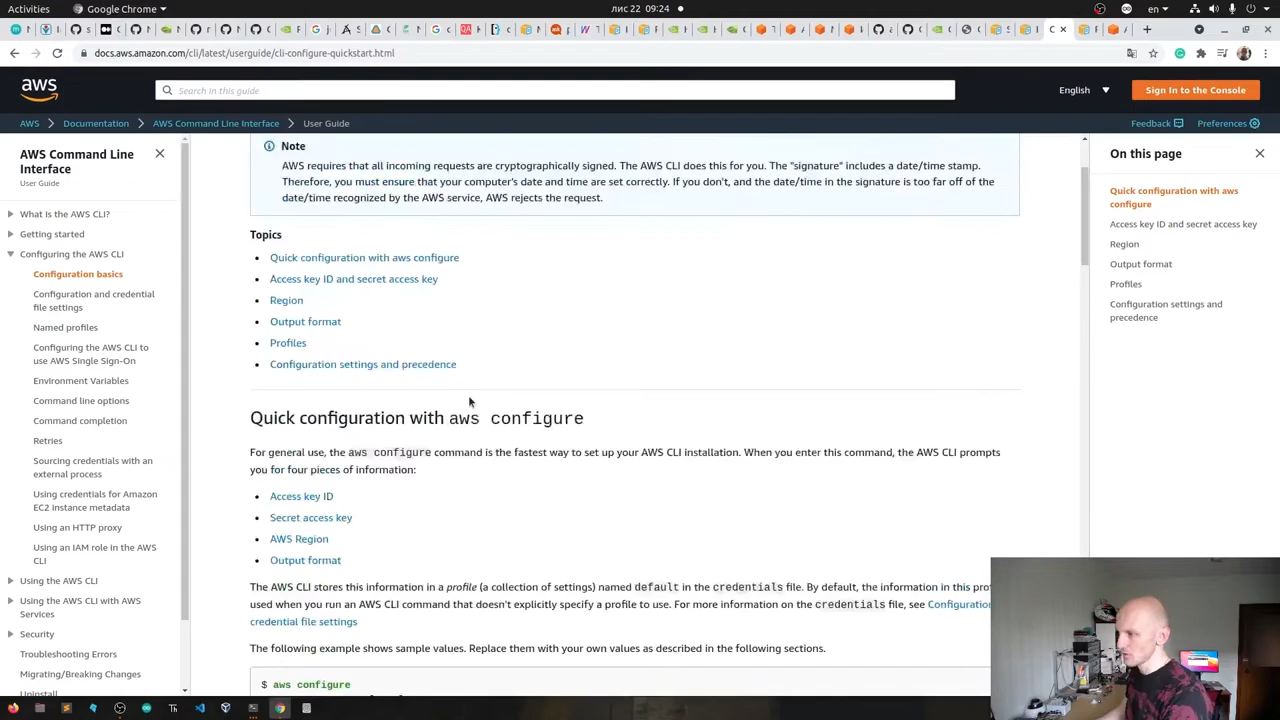 Activities
Google Chrome
лис 22 09:24
en
docs.aws.amazon.com/cli/latest/userguide/cli-configure-quickstart.html
aws
Search in this guide
English
Sign In to the Console
AWS
Documentation
AWS Command Line Interface
User Guide
Feedback
Preferences
AWS Command Line
Interface
User Guide
What is the AWS CLI?
Getting started
Configuring the AWS CLI
Configuration basics
Configuration and credential
file settings
Named profiles
Configuring the AWS CLI to
use AWS Single Sign-On
Environment Variables
Command line options
Command completion
Retries
Sourcing credentials with an
external process
Using credentials for Amazon
EC2 instance metadata
Using an HTTP proxy
Using an IAM role in the AWS
CLI
Using the AWS CLI
Using the AWS CLI with AWS
Services
Security
Troubleshooting Errors
Migrating/Breaking Changes
Uninstall
Note
AWS requires that all incoming requests are cryptographically signed. The AWS CLI does this for you. The "signature" includes a date/time stamp.
Therefore, you must ensure that your computer's date and time are set correctly. If you don't, and the date/time in the signature is too far off of the
date/time recognized by the AWS service, AWS rejects the request.
Topics
• Quick configuration with aws configure
• Access key ID and secret access key
• Region
• Output format
• Profiles
• Configuration settings and precedence
Quick configuration with aws configure
For general use, the aws configure command is the fastest way to set up your AWS CLI installation. When you enter this command, the AWS CLI prompts
you for four pieces of information:
• Access key ID
• Secret access key
• AWS Region
• Output format
The AWS CLI stores this information in a profile (a collection of settings) named default in the credentials file. By default, the information in this
used when you run an AWS CLI command that doesn't explicitly specify a profile to use. For more information on the credentials file, see Configuration
credential file settings
The following example shows sample values. Replace them with your own values as described in the following sections.
$ aws configure
On this page
Quick configuration with aws
configure
Access key ID and secret access key
Region
Output format
Profiles
Configuration settings and
precedence